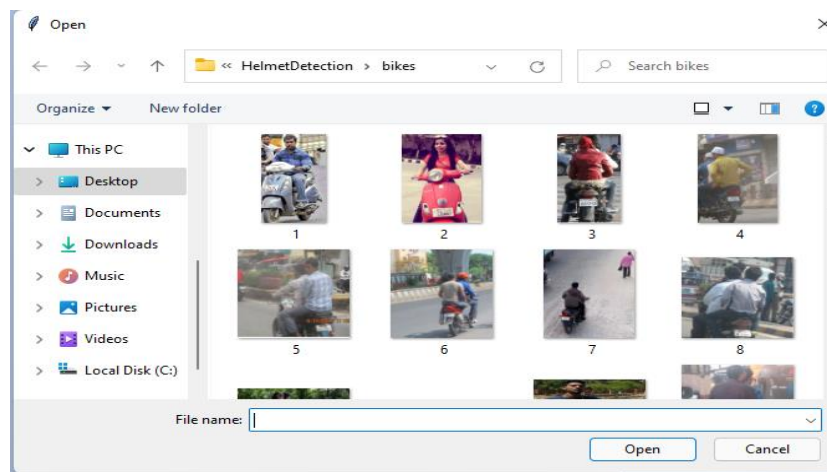 Open
« HelmetDetection › bikes
Search bikes
Organize
New folder
This PC
Desktop
Documents
Downloads
Music
Pictures
Videos
Local Disk (C:)
1 2 3 4
5 6 7 8
File name:
Open Cancel